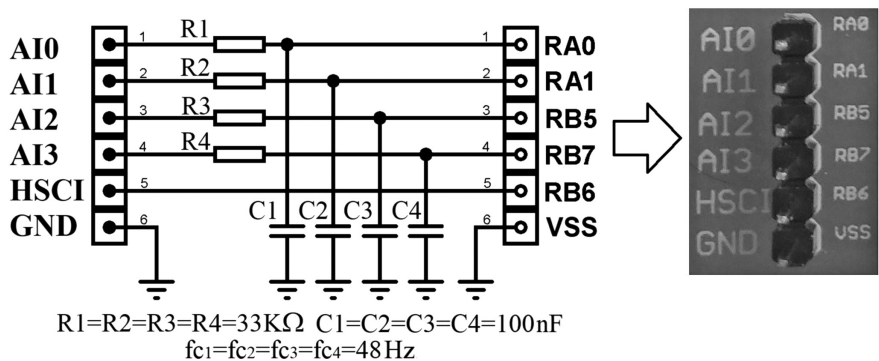 AI0 1 R1 1 RA0
AI1 2 R2 2 RA1
AI2 3 R3 3 RB5
AI3 4 R4 4 RB7
HSCI 5 5 RB6
GND 6 C1 C2 C3 C4 6 VSS
R1=R2=R3=R4=33KΩ C1=C2=C3=C4=100nF
fc1=fc2=fc3=fc4=48Hz
AI0 RA0
AI1 RA1
AI2 RB5
AI3 RB7
HSCI RB6
GND VSS